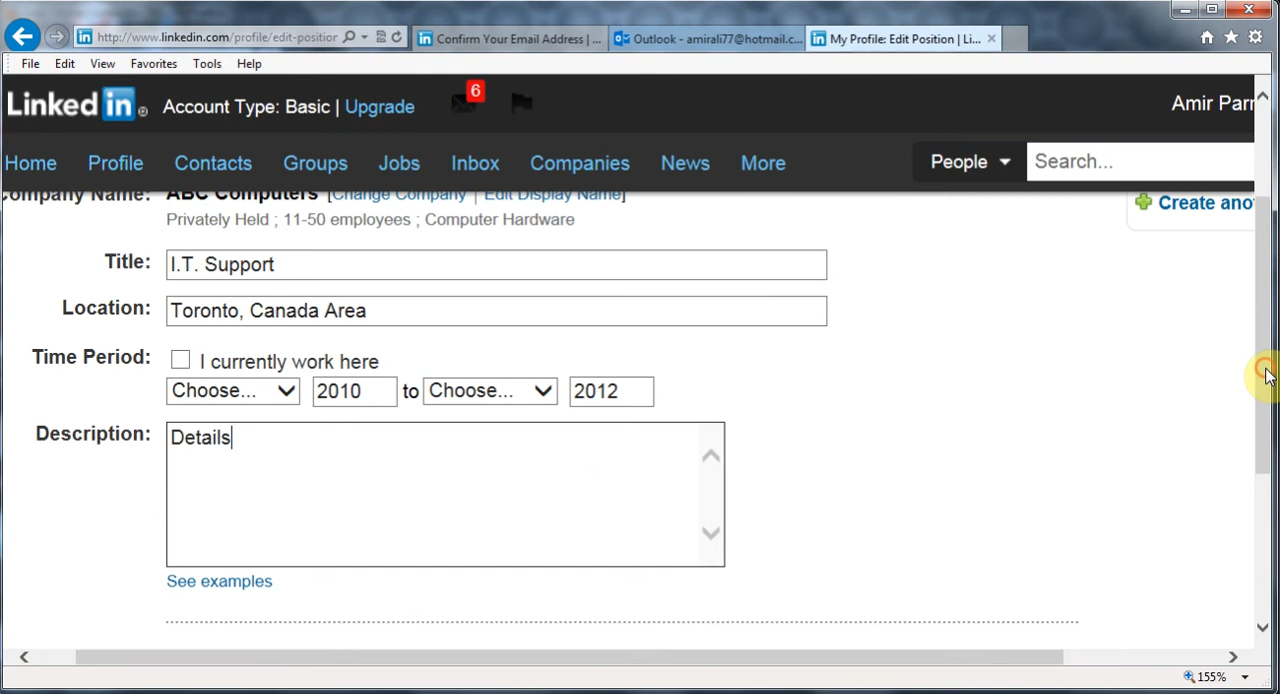 http://www.linkedin.com/profile/edit-position
Confirm Your Email Address | ...
Outlook - amirali77@hotmail.c...
My Profile: Edit Position | Li...
File Edit View Favorites Tools Help
Linked in ® Account Type: Basic | Upgrade
6
Amir Parm
Home Profile Contacts Groups Jobs Inbox Companies News More
People Search...
Company Name: ABC Computers [Change Company | Edit Display Name]
Privately Held ; 11-50 employees ; Computer Hardware
Create ano
Title: I.T. Support
Location: Toronto, Canada Area
Time Period: I currently work here
Choose... 2010 to Choose... 2012
Description: Details
See examples
155%